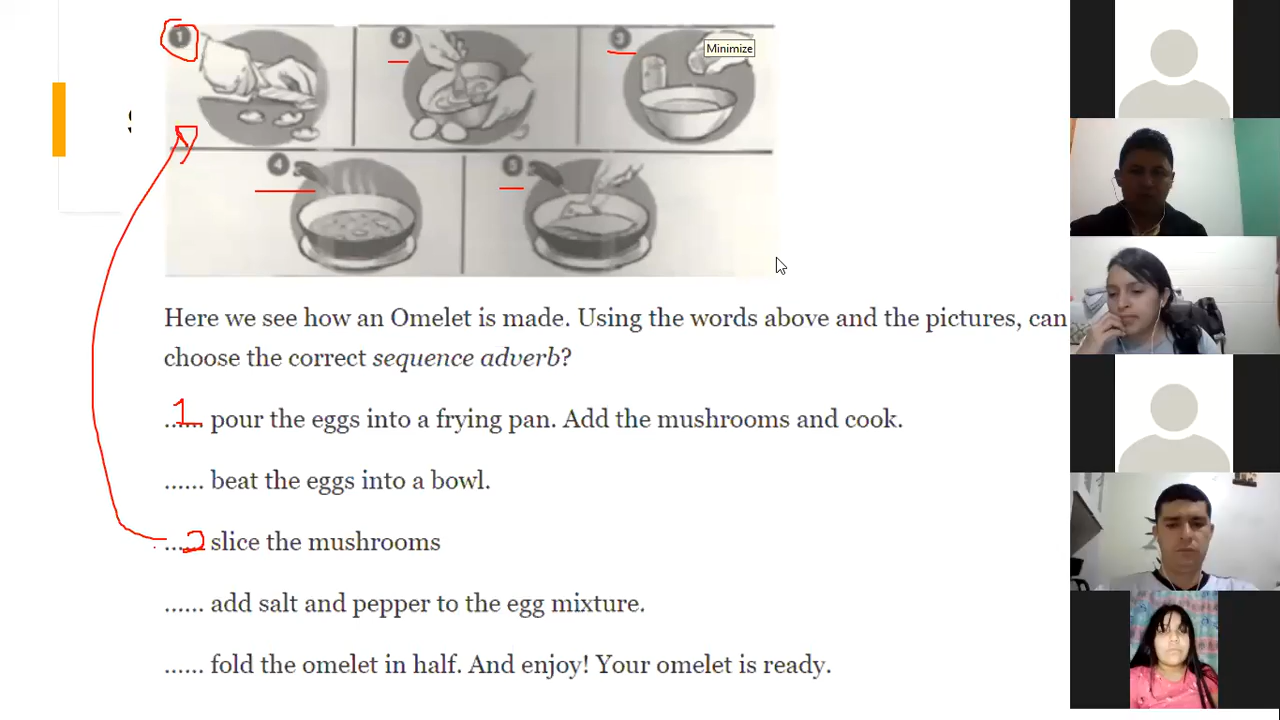 1 2 3
Minimize
4 5
Here we see how an Omelet is made. Using the words above and the pictures, can
choose the correct sequence adverb?
1 ...... pour the eggs into a frying pan. Add the mushrooms and cook.
...... beat the eggs into a bowl.
2 ...... slice the mushrooms
...... add salt and pepper to the egg mixture.
...... fold the omelet in half. And enjoy! Your omelet is ready.